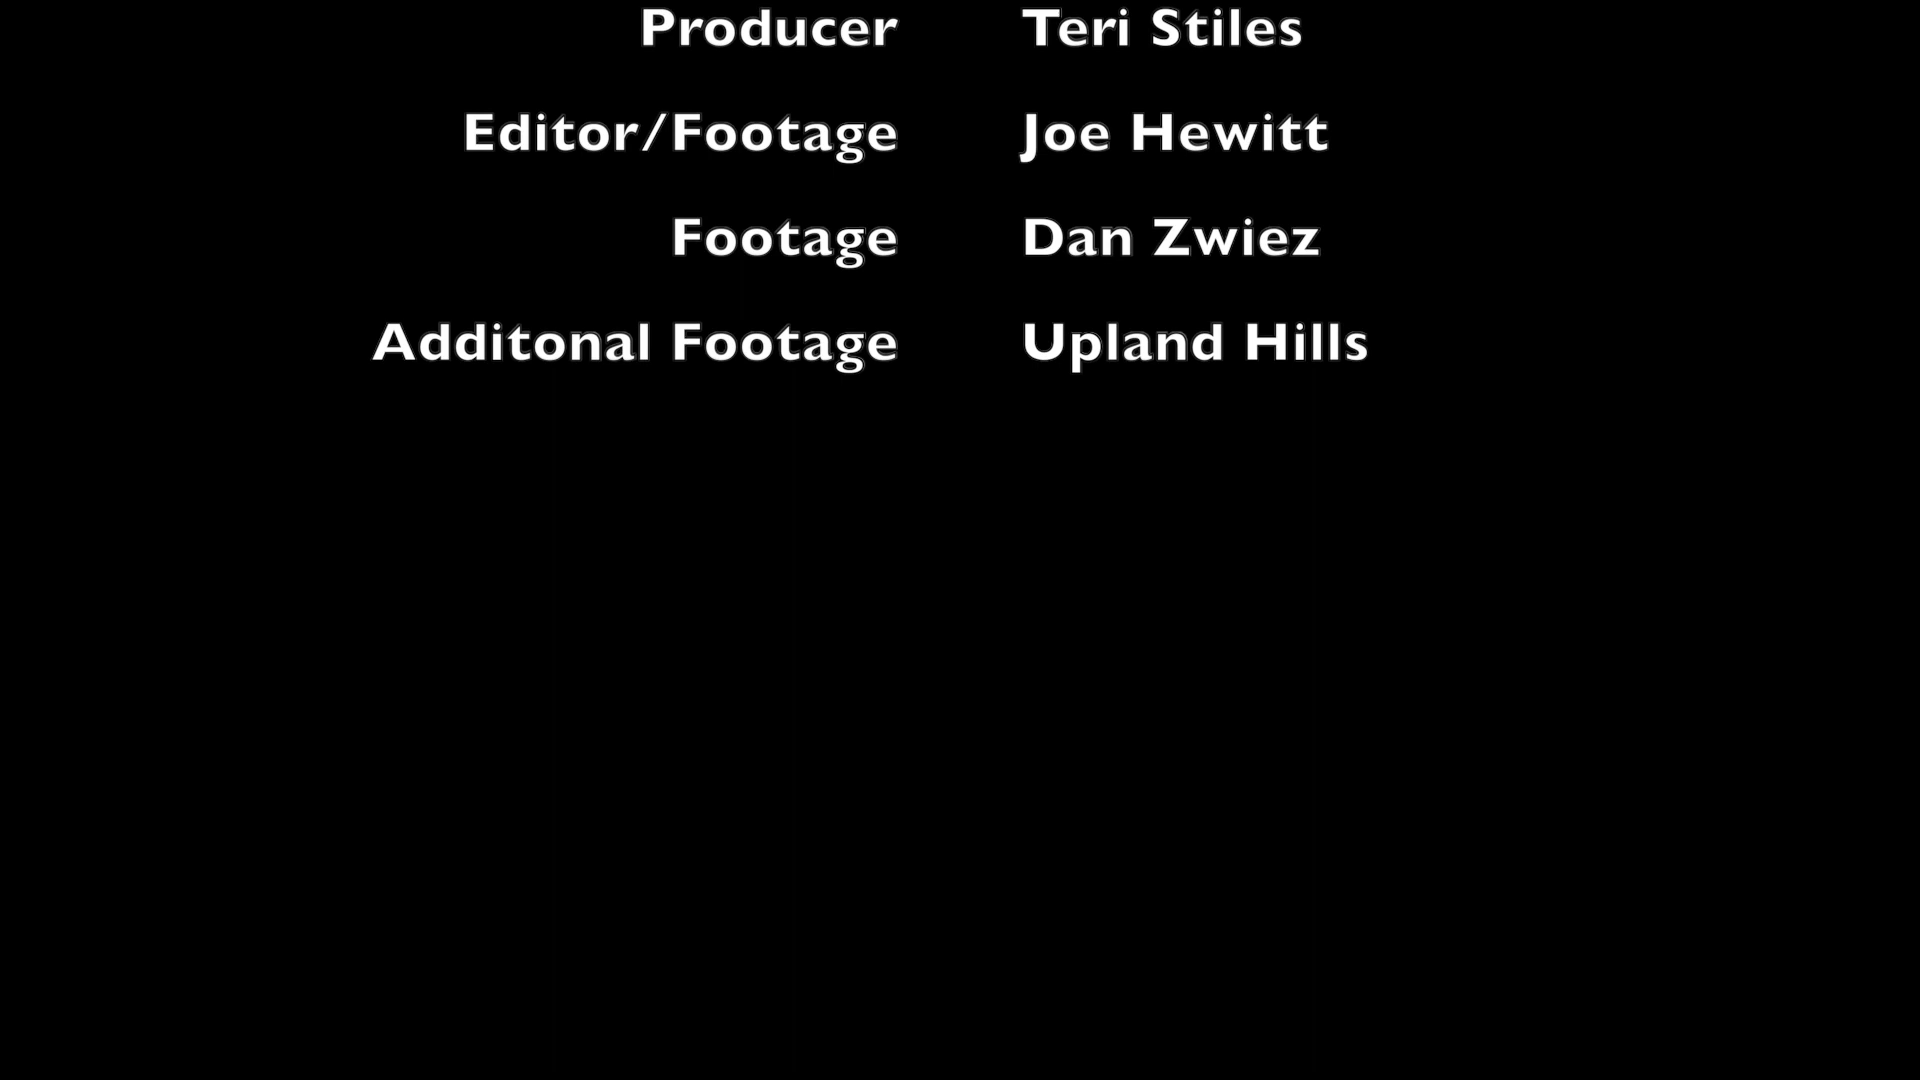 Producer Teri Stiles
Editor/Footage Joe Hewitt
Footage Dan Zwiez
Additonal Footage Upland Hills